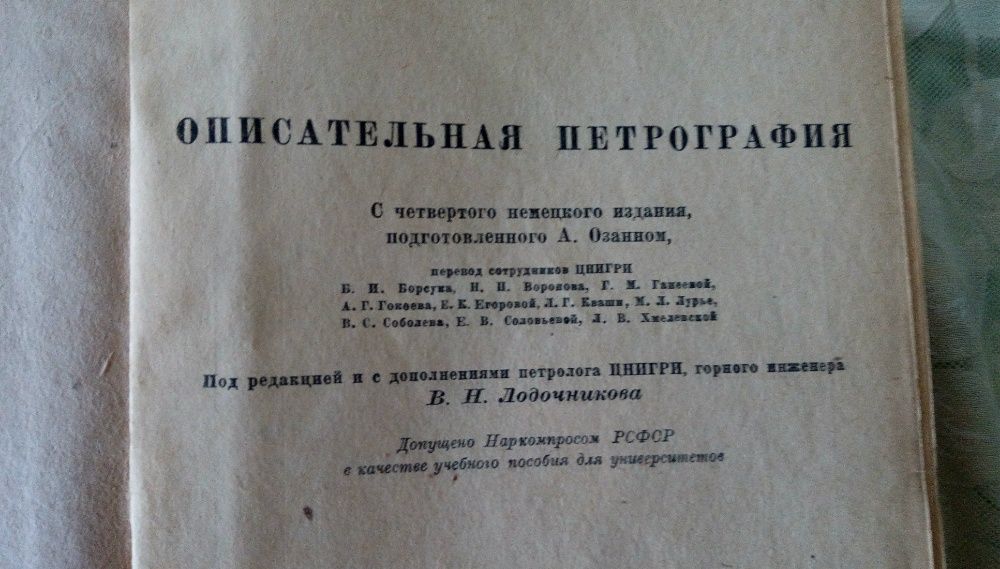 ОПИСАТЕЛЬНАЯ ПЕТРОГРАФИЯ
С четвертого немецкого издания,
подготовленного А. Озанном,
перевод сотрудников ЦНИГРИ
Б. И. Борсука, Н. П. Воронова, Г. М. Ганеевой,
А. Г. Гокоева, Е. К. Егоровой, Л. Г. Кваши, М. Л. Лурье,
В. С. Соболева, Е. В. Соловьевой, Л. В. Хмелевской
Под редакцией и с дополнениями петролога ЦНИГРИ, горного инженера
В. Н. Лодочникова
Допущено Наркомпросом РСФСР
в качестве учебного пособия для университетов